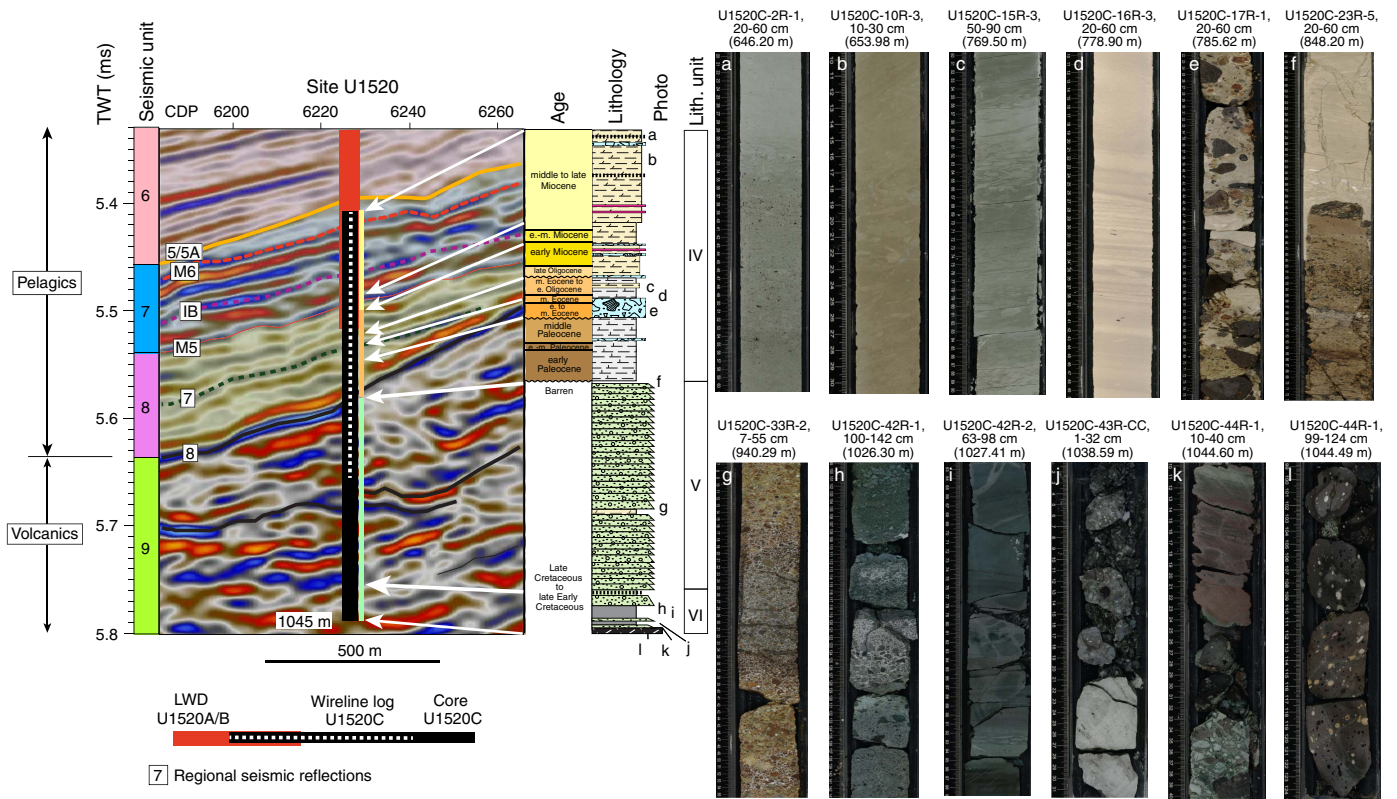 TWT (ms)
Seismic unit
Site U1520
CDP
6200
6220
6240
6260
Age
Lithology
Photo
Lith. unit
5.4
5.5
5.6
5.7
5.8
Pelagics
Volcanics
6
7
8
9
5/5A
M6
IB
M5
7
8
1045 m
500 m
middle to late
Miocene
e.-m. Miocene
early Miocene
late Oligocene
m. Eocene to
e. Oligocene
m. Eocene
e. to
m. Eocene
middle
Paleocene
e.-m. Paleocene
early
Paleocene
Barren
Late
Cretaceous
to
late Early
Cretaceous
a
b
c
d
e
f
g
h i
j
k
l
IV
V
VI
LWD
U1520A/B
Wireline log
U1520C
Core
U1520C
7 Regional seismic reflections
U1520C-2R-1,
20-60 cm
(646.20 m)
a
U1520C-10R-3,
10-30 cm
(653.98 m)
b
U1520C-15R-3,
50-90 cm
(769.50 m)
c
U1520C-16R-3,
20-60 cm
(778.90 m)
d
U1520C-17R-1,
20-60 cm
(785.62 m)
e
U1520C-23R-5,
20-60 cm
(848.20 m)
f
U1520C-33R-2,
7-55 cm
(940.29 m)
g
U1520C-42R-1,
100-142 cm
(1026.30 m)
h
U1520C-42R-2,
63-98 cm
(1027.41 m)
i
U1520C-43R-CC,
1-32 cm
(1038.59 m)
j
U1520C-44R-1,
10-40 cm
(1044.60 m)
k
U1520C-44R-1,
99-124 cm
(1044.49 m)
l